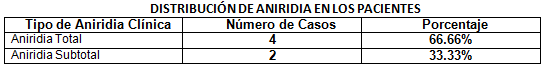 DISTRIBUCIÓN DE ANIRIDIA EN LOS PACIENTES
Tipo de Aniridia Clínica Número de Casos Porcentaje
Aniridia Total 4 66.66%
Aniridia Subtotal 2 33.33%